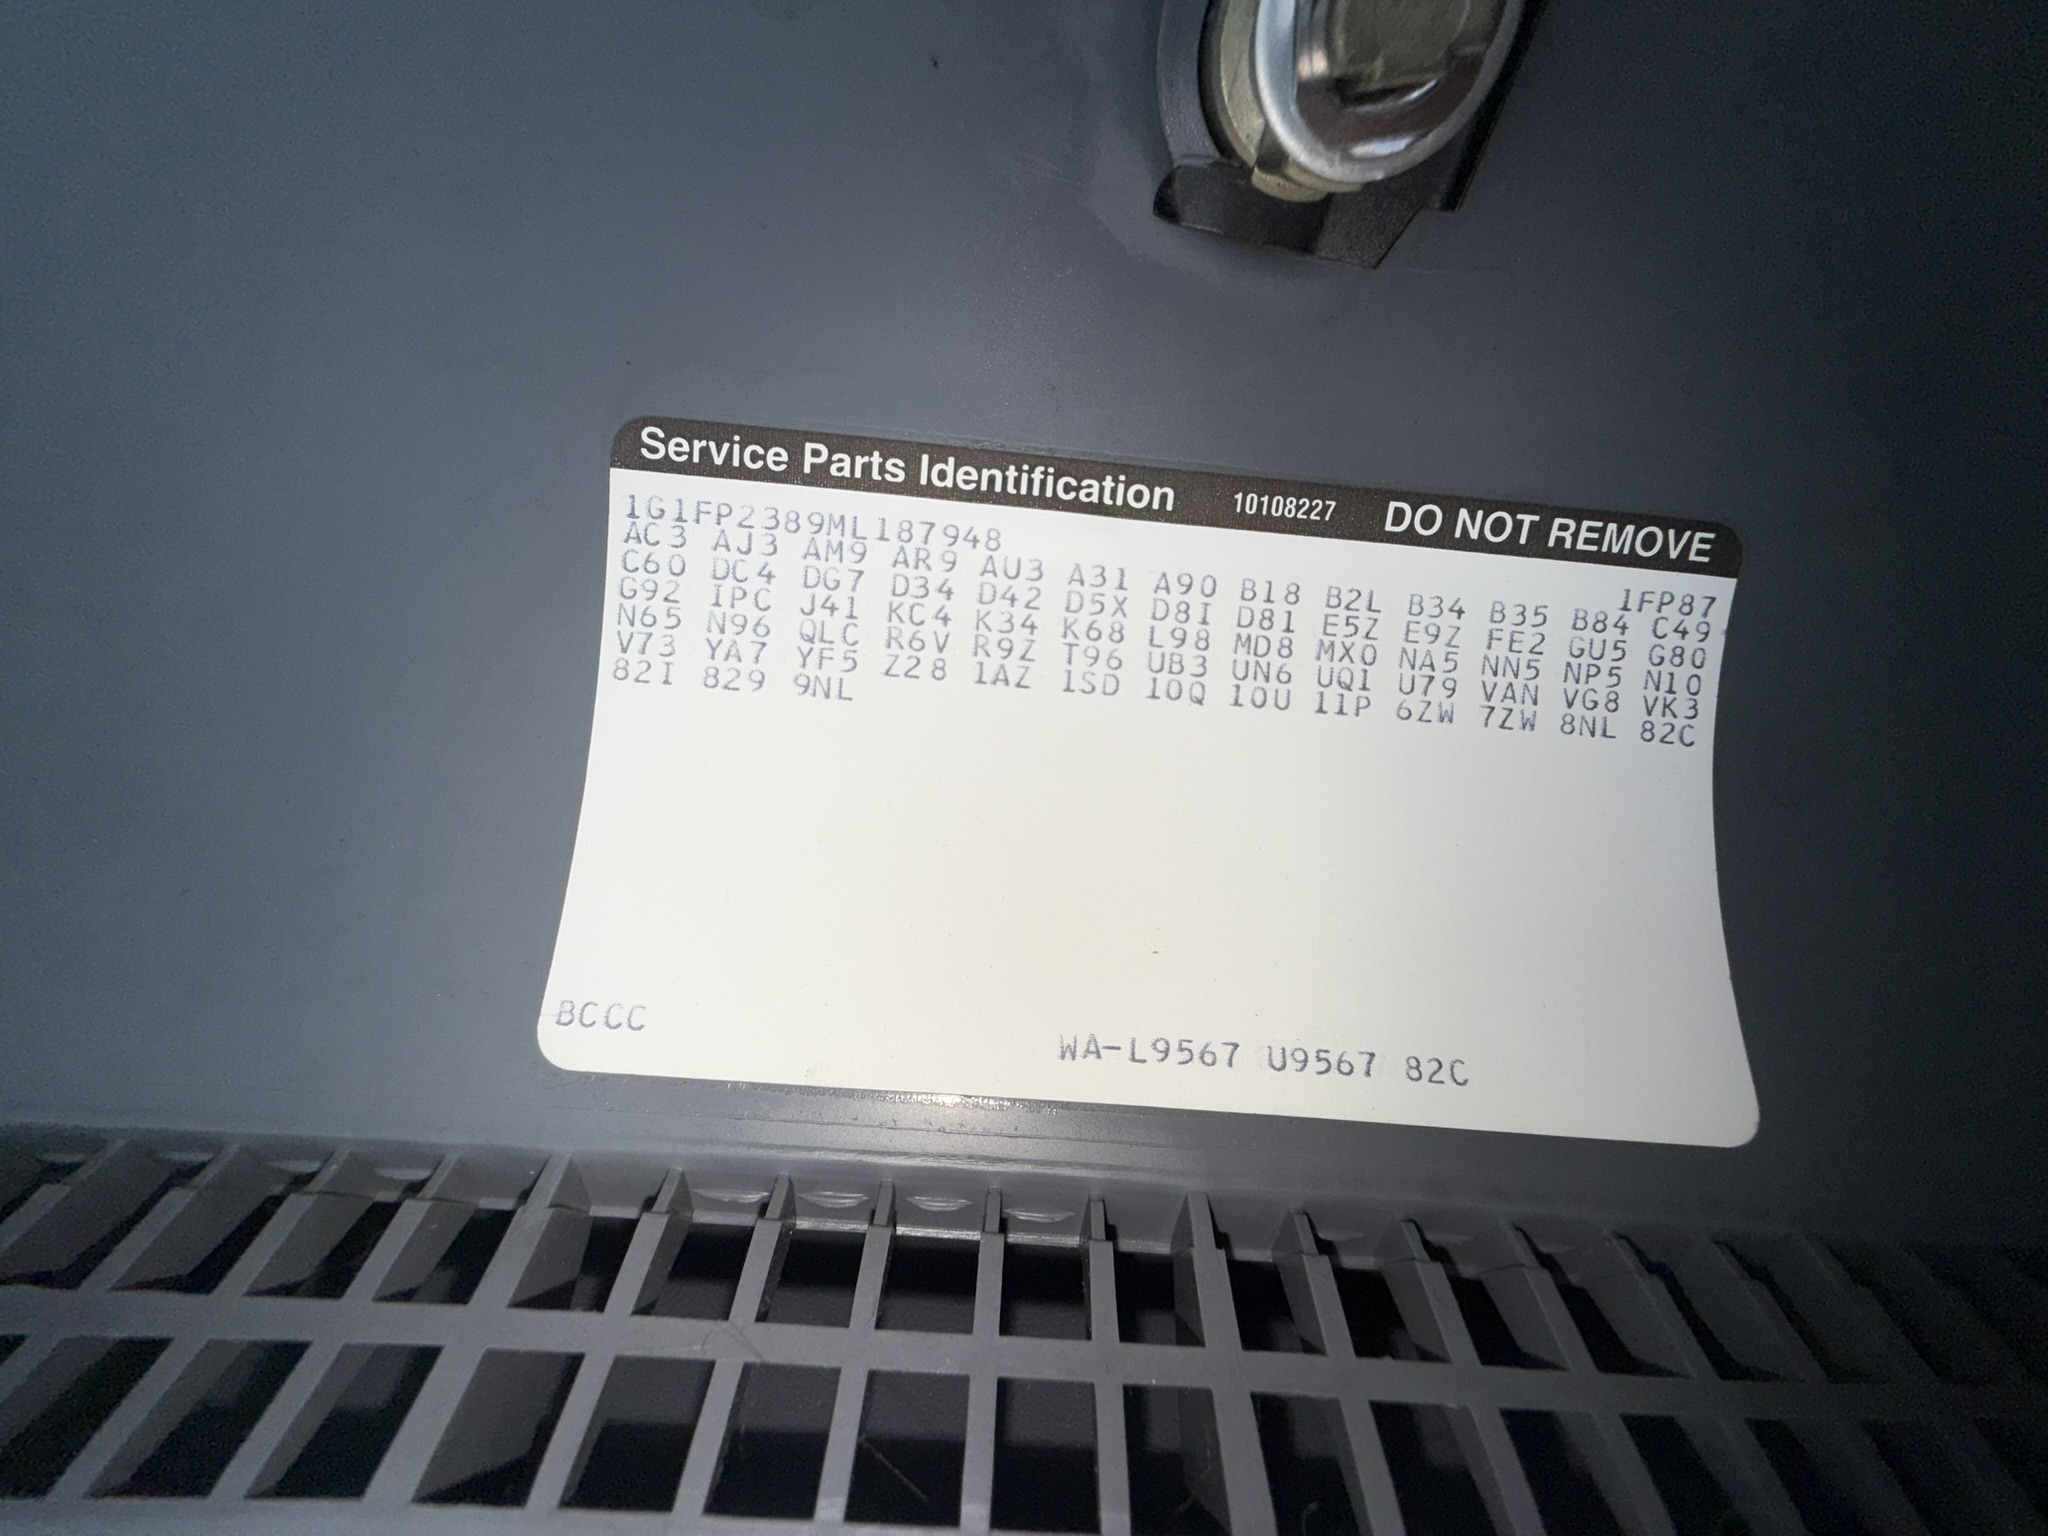 Service Parts Identification 10108227 DO NOT REMOVE
1G1FP2389ML187948 1FP87
AC3 AJ3 AM9 AR9 AU3 A31 A90 B18 B2L B34 B35 B84 C49
C60 DC4 DG7 D34 D42 D5X D8I D81 E5Z E9Z FE2 GU5 G80
G92 IPC J41 KC4 K34 K68 L98 MD8 MX0 NA5 NN5 NP5 N10
N65 N96 QLC R6V R9Z T96 UB3 UN6 UQ1 U79 VAN VG8 VK3
V73 YA7 YF5 Z28 1AZ 1SD 10Q 10U 11P 6ZW 7ZW 8NL 82C
82I 829 9NL
BCCC
WA-L9567 U9567 82C